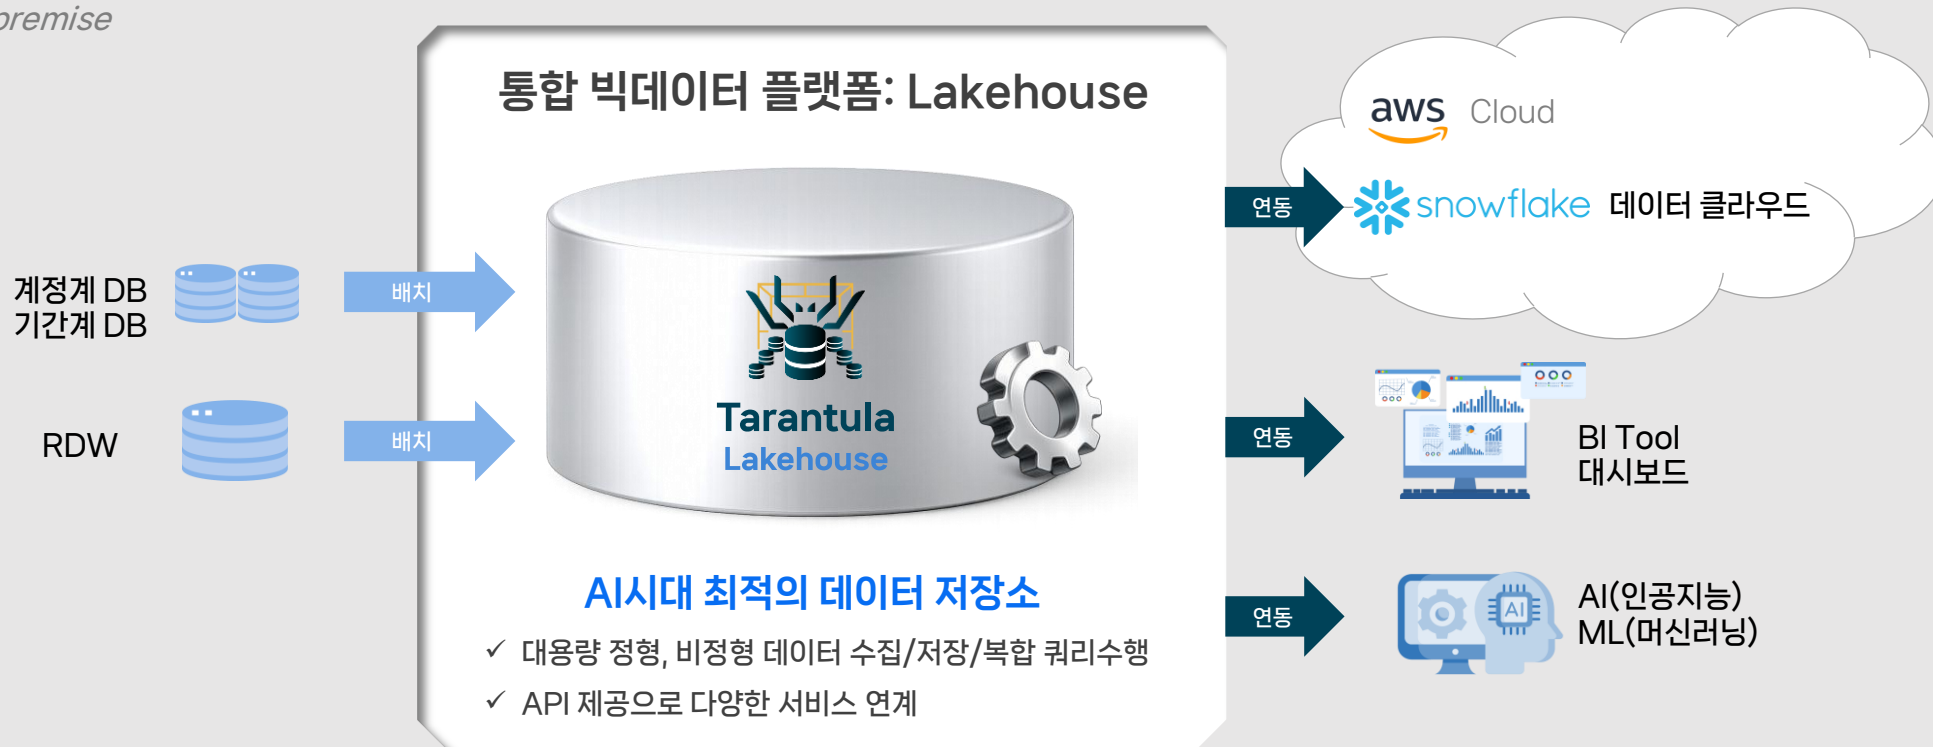 premise
통합 빅데이터 플랫폼: Lakehouse
aws Cloud
snowflake 데이터 클라우드
연동
계정계 DB
기간계 DB
배치
RDW
배치
Tarantula
Lakehouse
연동
BI Tool
대시보드
AI시대 최적의 데이터 저장소
✓ 대용량 정형, 비정형 데이터 수집/저장/복합 쿼리수행
✓ API 제공으로 다양한 서비스 연계
연동
AI
AI(인공지능)
ML(머신러닝)